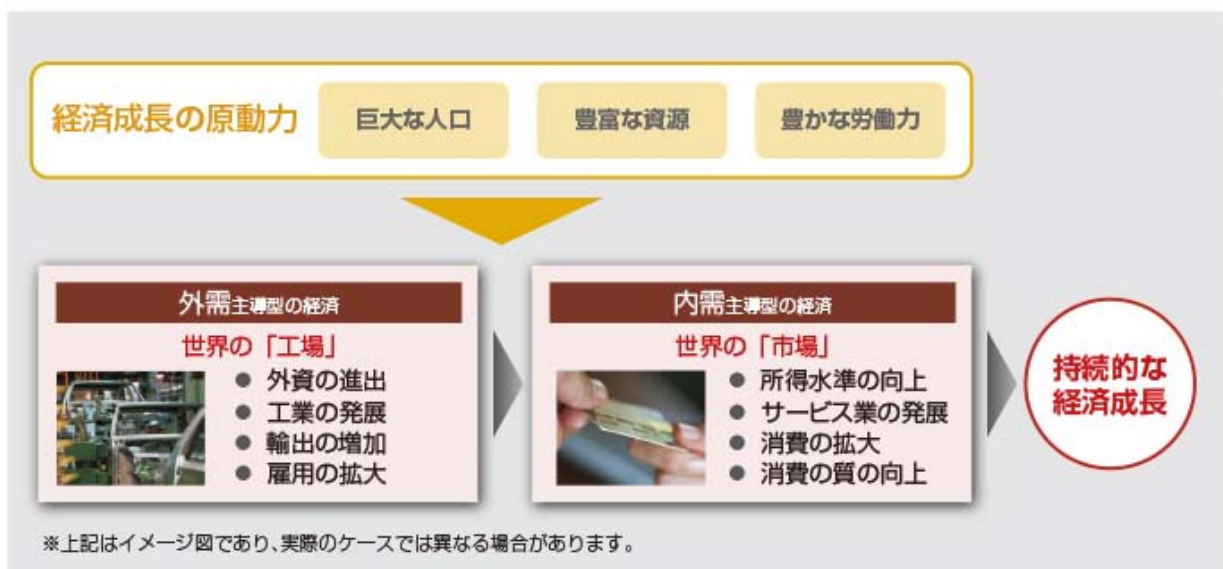 経済成長の原動力
巨大な人口
豊富な資源
豊かな労働力
外需主導型の経済
世界の「工場」
● 外資の進出
● 工業の発展
● 輸出の増加
● 雇用の拡大
内需主導型の経済
世界の「市場」
● 所得水準の向上
● サービス業の発展
● 消費の拡大
● 消費の質の向上
持続的な
経済成長
※上記はイメージ図であり、実際のケースでは異なる場合があります。